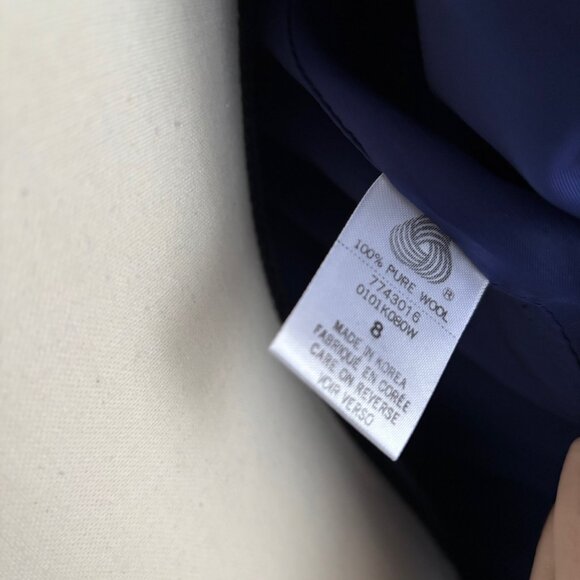 ®
100% PURE WOOL
7743016
0101K080W
8
MADE IN KOREA
FABRIQUÉ EN CORÉE
CARE ON REVERSE
VOIR VERSO